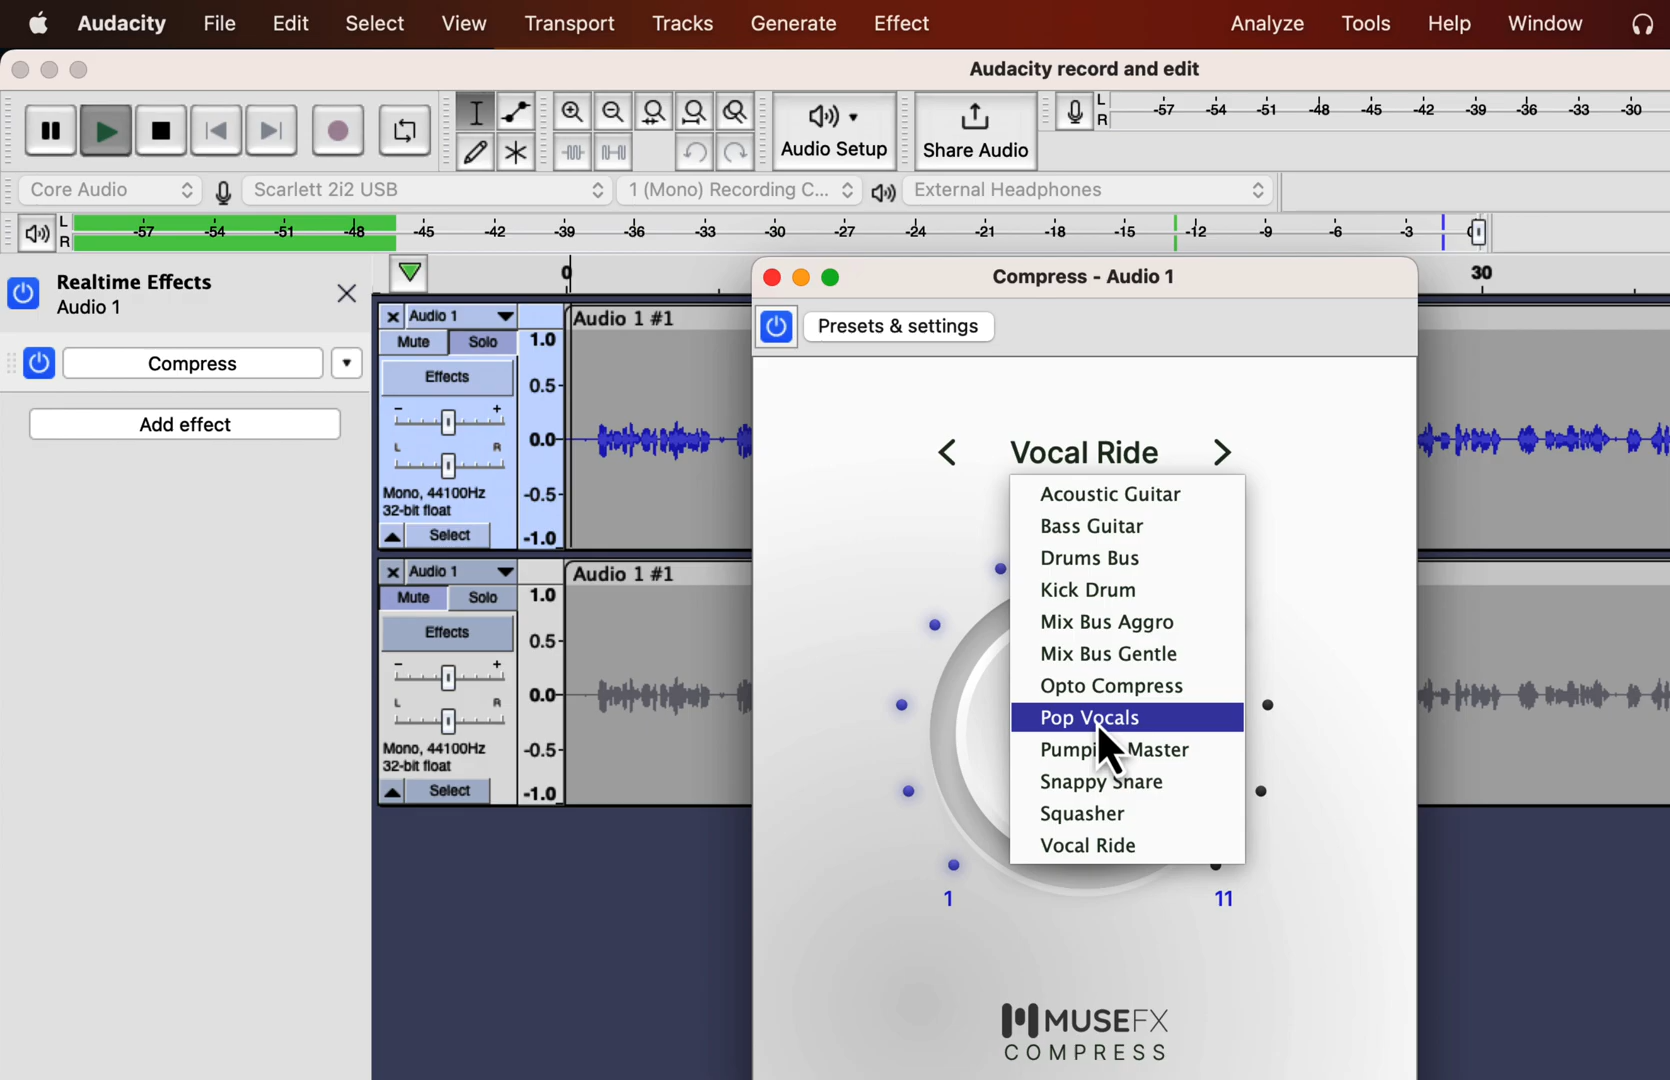 Audacity File Edit Select View Transport Tracks Generate Effect Analyze Tools Help Window
Audacity record and edit
Audio Setup
Share Audio
L
R
-57 -54 -51 -48 -45 -42 -39 -36 -33 -30
Core Audio
Scarlett 2i2 USB
1 (Mono) Recording C...
External Headphones
L
R
-57 -54 -51 -48 -45 -42 -39 -36 -33 -30 -27 -24 -21 -18 -15 -12 -9 -6 -3
Realtime Effects
Audio 1
Compress
Add effect
0
30
Audio 1
Mute Solo
Effects
- +
L R
Mono, 44100Hz
32-bit float
Select
1.0
0.5
0.0
-0.5
-1.0
Audio 1 #1
Audio 1
Mute Solo
Effects
- +
L R
Mono, 44100Hz
32-bit float
Select
1.0
0.5
0.0
-0.5
-1.0
Audio 1 #1
Compress - Audio 1
Presets & settings
< Vocal Ride >
Acoustic Guitar
Bass Guitar
Drums Bus
Kick Drum
Mix Bus Aggro
Mix Bus Gentle
Opto Compress
Pop Vocals
Master
Snappy Snare
Squasher
Vocal Ride
1
11
MUSEFX
COMPRESS